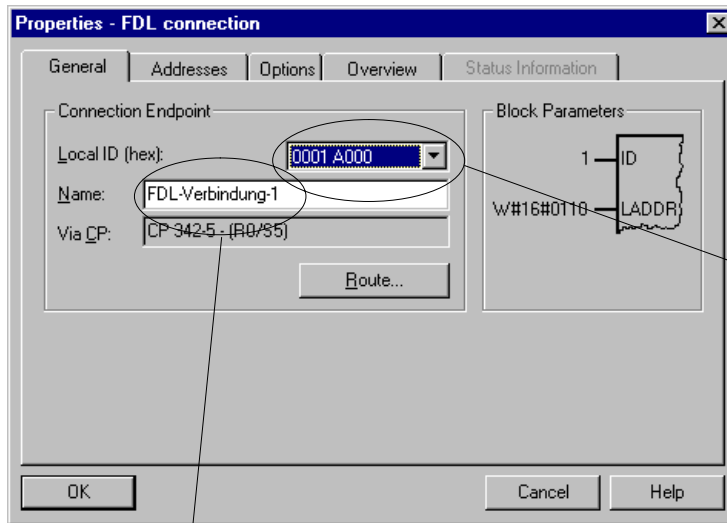 Properties - FDL connection
General Addresses Options Overview Status Information
Connection Endpoint
Local ID (hex): 0001 A000
Name: FDL-Verbindung-1
Via CP: CP 342-5 - (R0/S5)
Route...
Block Parameters
1 ID
W#16#0110 LADDR
OK Cancel Help